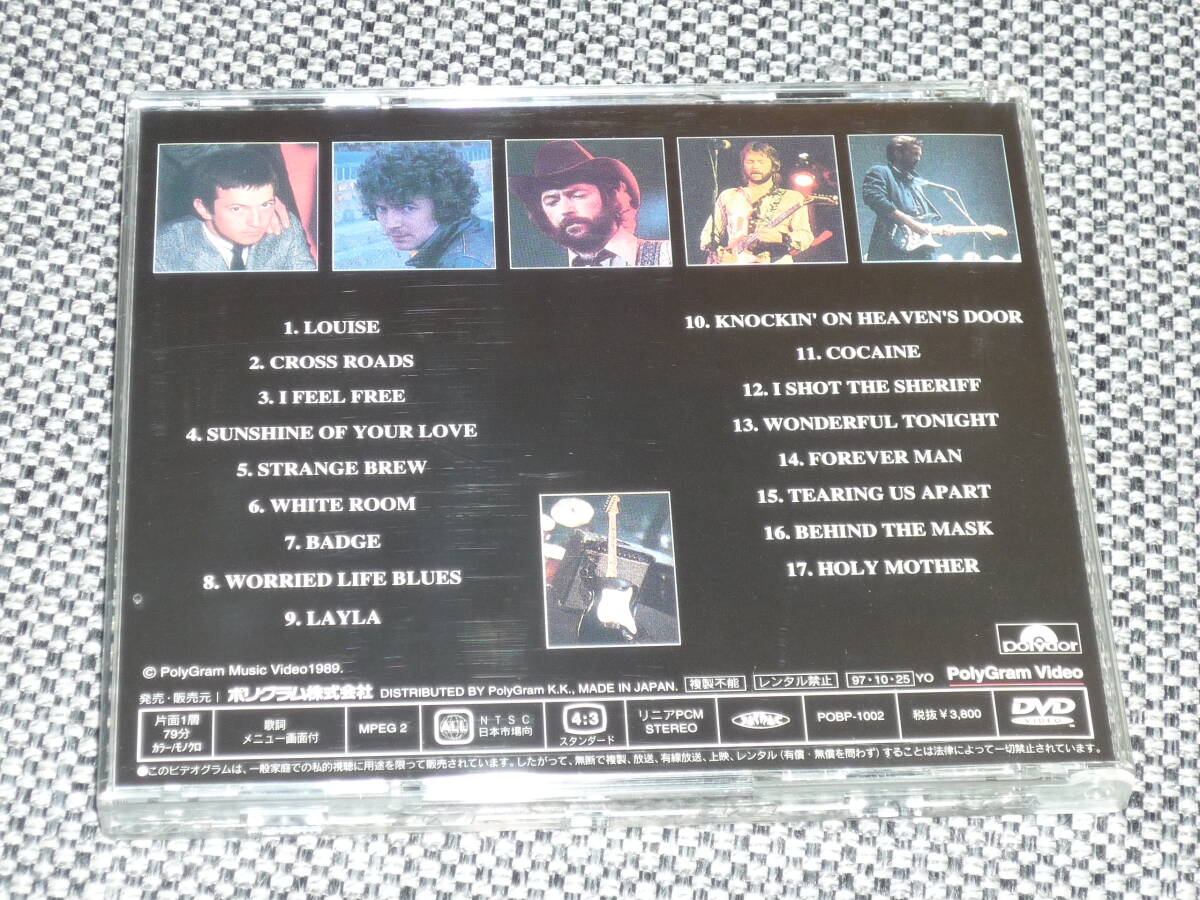 1. LOUISE
2. CROSS ROADS
3. I FEEL FREE
4. SUNSHINE OF YOUR LOVE
5. STRANGE BREW
6. WHITE ROOM
7. BADGE
8. WORRIED LIFE BLUES
9. LAYLA
10. KNOCKIN' ON HEAVEN'S DOOR
11. COCAINE
12. I SHOT THE SHERIFF
13. WONDERFUL TONIGHT
14. FOREVER MAN
15. TEARING US APART
16. BEHIND THE MASK
17. HOLY MOTHER
polydor
© PolyGram Music Video1989.
PolyGram Video
発売・販売元 ポリグラム株式会社 DISTRIBUTED BY PolyGram K.K., MADE IN JAPAN. 複製不能 レンタル禁止 97・10・25 YO
片面1層
79分
カラー/モノクロ
歌詞
メニュー画面付
MPEG 2
ALL
NTSC
日本市場向
4:3
スタンダード
リニアPCM
STEREO
POBP-1002
税抜¥3,800
DVD
VIDEO
●このビデオグラムは、一般家庭での私的視聴に用途を限って販売されています。したがって、無断で複製、放送、有線放送、上映、レンタル(有償・無償を問わず)することは法律によって一切禁止されています。